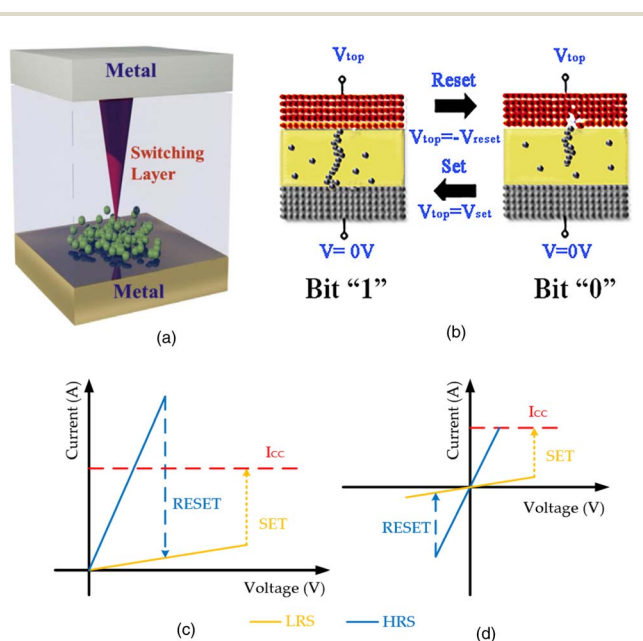 Metal
Switching
Layer
Metal
(a)
(b)
Vtop
Vtop
Reset
Vtop=-Vreset
Set
Vtop=Vset
V= 0V
V=0V
Bit “1”
Bit “0”
Current (A)
Icc
RESET
SET
Voltage (V)
(c)
Current (A)
Icc
SET
Voltage (V)
RESET
(d)
LRS
HRS